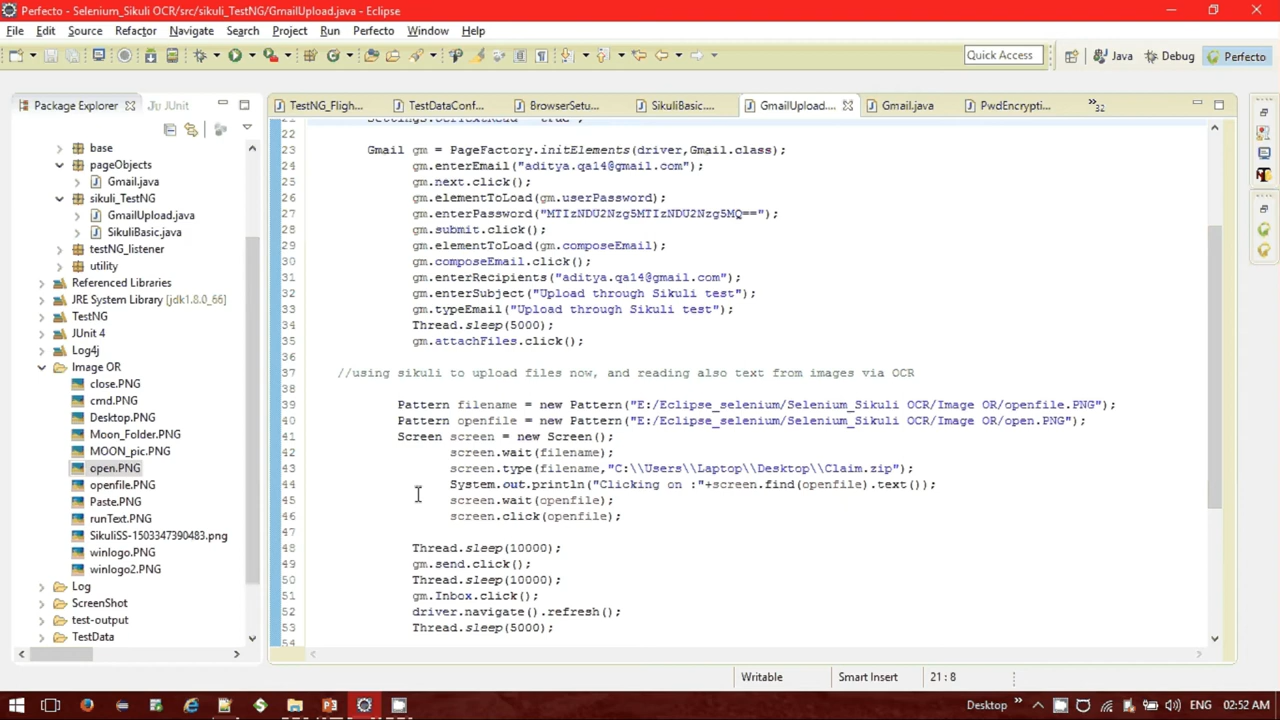 Perfecto - Selenium_Sikuli OCR/src/sikuli_TestNG/GmailUpload.java - Eclipse
File Edit Source Refactor Navigate Search Project Run Perfecto Window Help
Quick Access
Java
Debug
Perfecto
Package Explorer
JUnit
TestNG_Fligh...
TestDataConf...
BrowserSetu...
SikuliBasic....
GmailUpload....
Gmail.java
PwdEncrypti...
32
base
pageObjects
Gmail.java
sikuli_TestNG
GmailUpload.java
SikuliBasic.java
testNG_listener
utility
Referenced Libraries
JRE System Library [jdk1.8.0_66]
TestNG
JUnit 4
Log4j
Image OR
close.PNG
cmd.PNG
Desktop.PNG
Moon_Folder.PNG
MOON_pic.PNG
open.PNG
openfile.PNG
Paste.PNG
runText.PNG
SikuliSS-1503347390483.png
winlogo.PNG
winlogo2.PNG
Log
ScreenShot
test-output
TestData
22
23 Gmail gm = PageFactory.initElements(driver,Gmail.class);
24 gm.enterEmail("aditya.qa14@gmail.com");
25 gm.next.click();
26 gm.elementToLoad(gm.userPassword);
27 gm.enterPassword("MTIzNDU2Nzg5MTIzNDU2Nzg5MQ==");
28 gm.submit.click();
29 gm.elementToLoad(gm.composeEmail);
30 gm.composeEmail.click();
31 gm.enterRecipients("aditya.qa14@gmail.com");
32 gm.enterSubject("Upload through Sikuli test");
33 gm.typeEmail("Upload through Sikuli test");
34 Thread.sleep(5000);
35 gm.attachFiles.click();
36
37 //using sikuli to upload files now, and reading also text from images via OCR
38
39 Pattern filename = new Pattern("E:/Eclipse_selenium/Selenium_Sikuli OCR/Image OR/openfile.PNG");
40 Pattern openfile = new Pattern("E:/Eclipse_selenium/Selenium_Sikuli OCR/Image OR/open.PNG");
41 Screen screen = new Screen();
42 screen.wait(filename);
43 screen.type(filename,"C:\\Users\\Laptop\\Desktop\\Claim.zip");
44 System.out.println("Clicking on :"+screen.find(openfile).text());
45 screen.wait(openfile);
46 screen.click(openfile);
47
48 Thread.sleep(10000);
49 gm.send.click();
50 Thread.sleep(10000);
51 gm.Inbox.click();
52 driver.navigate().refresh();
53 Thread.sleep(5000);
54
Writable
Smart Insert
21 : 8
Desktop
ENG
02:52 AM